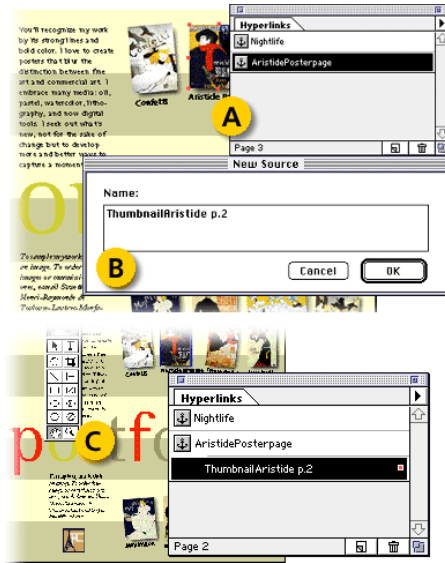 You'll recognize my work
by its strong lines and
bold color. I love to create
posters that blur the
distinction between fine
art and commercial art. I
embrace many media: oil,
pastel, watercolor, litho-
graphy, and now digital
tools. I seek out what's
new, not for the sake of
change but to develop
more and better ways to
capture a moment
Confetti
Aristide
A
Hyperlinks
Nightlife
AristidePosterpage
Page 3
New Source
Name:
ThumbnailAristide p.2
Cancel
OK
B
or
C
portfo
Confetti
Hyperlinks
Nightlife
AristidePosterpage
ThumbnailAristide p.2
Page 2